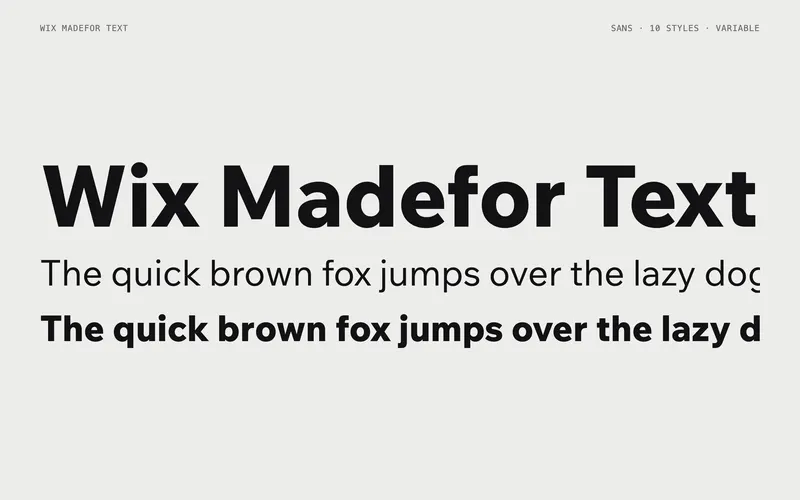 WIX MADEFOR TEXT
SANS · 10 STYLES · VARIABLE
Wix Madefor Text
The quick brown fox jumps over the lazy dog
The quick brown fox jumps over the lazy d